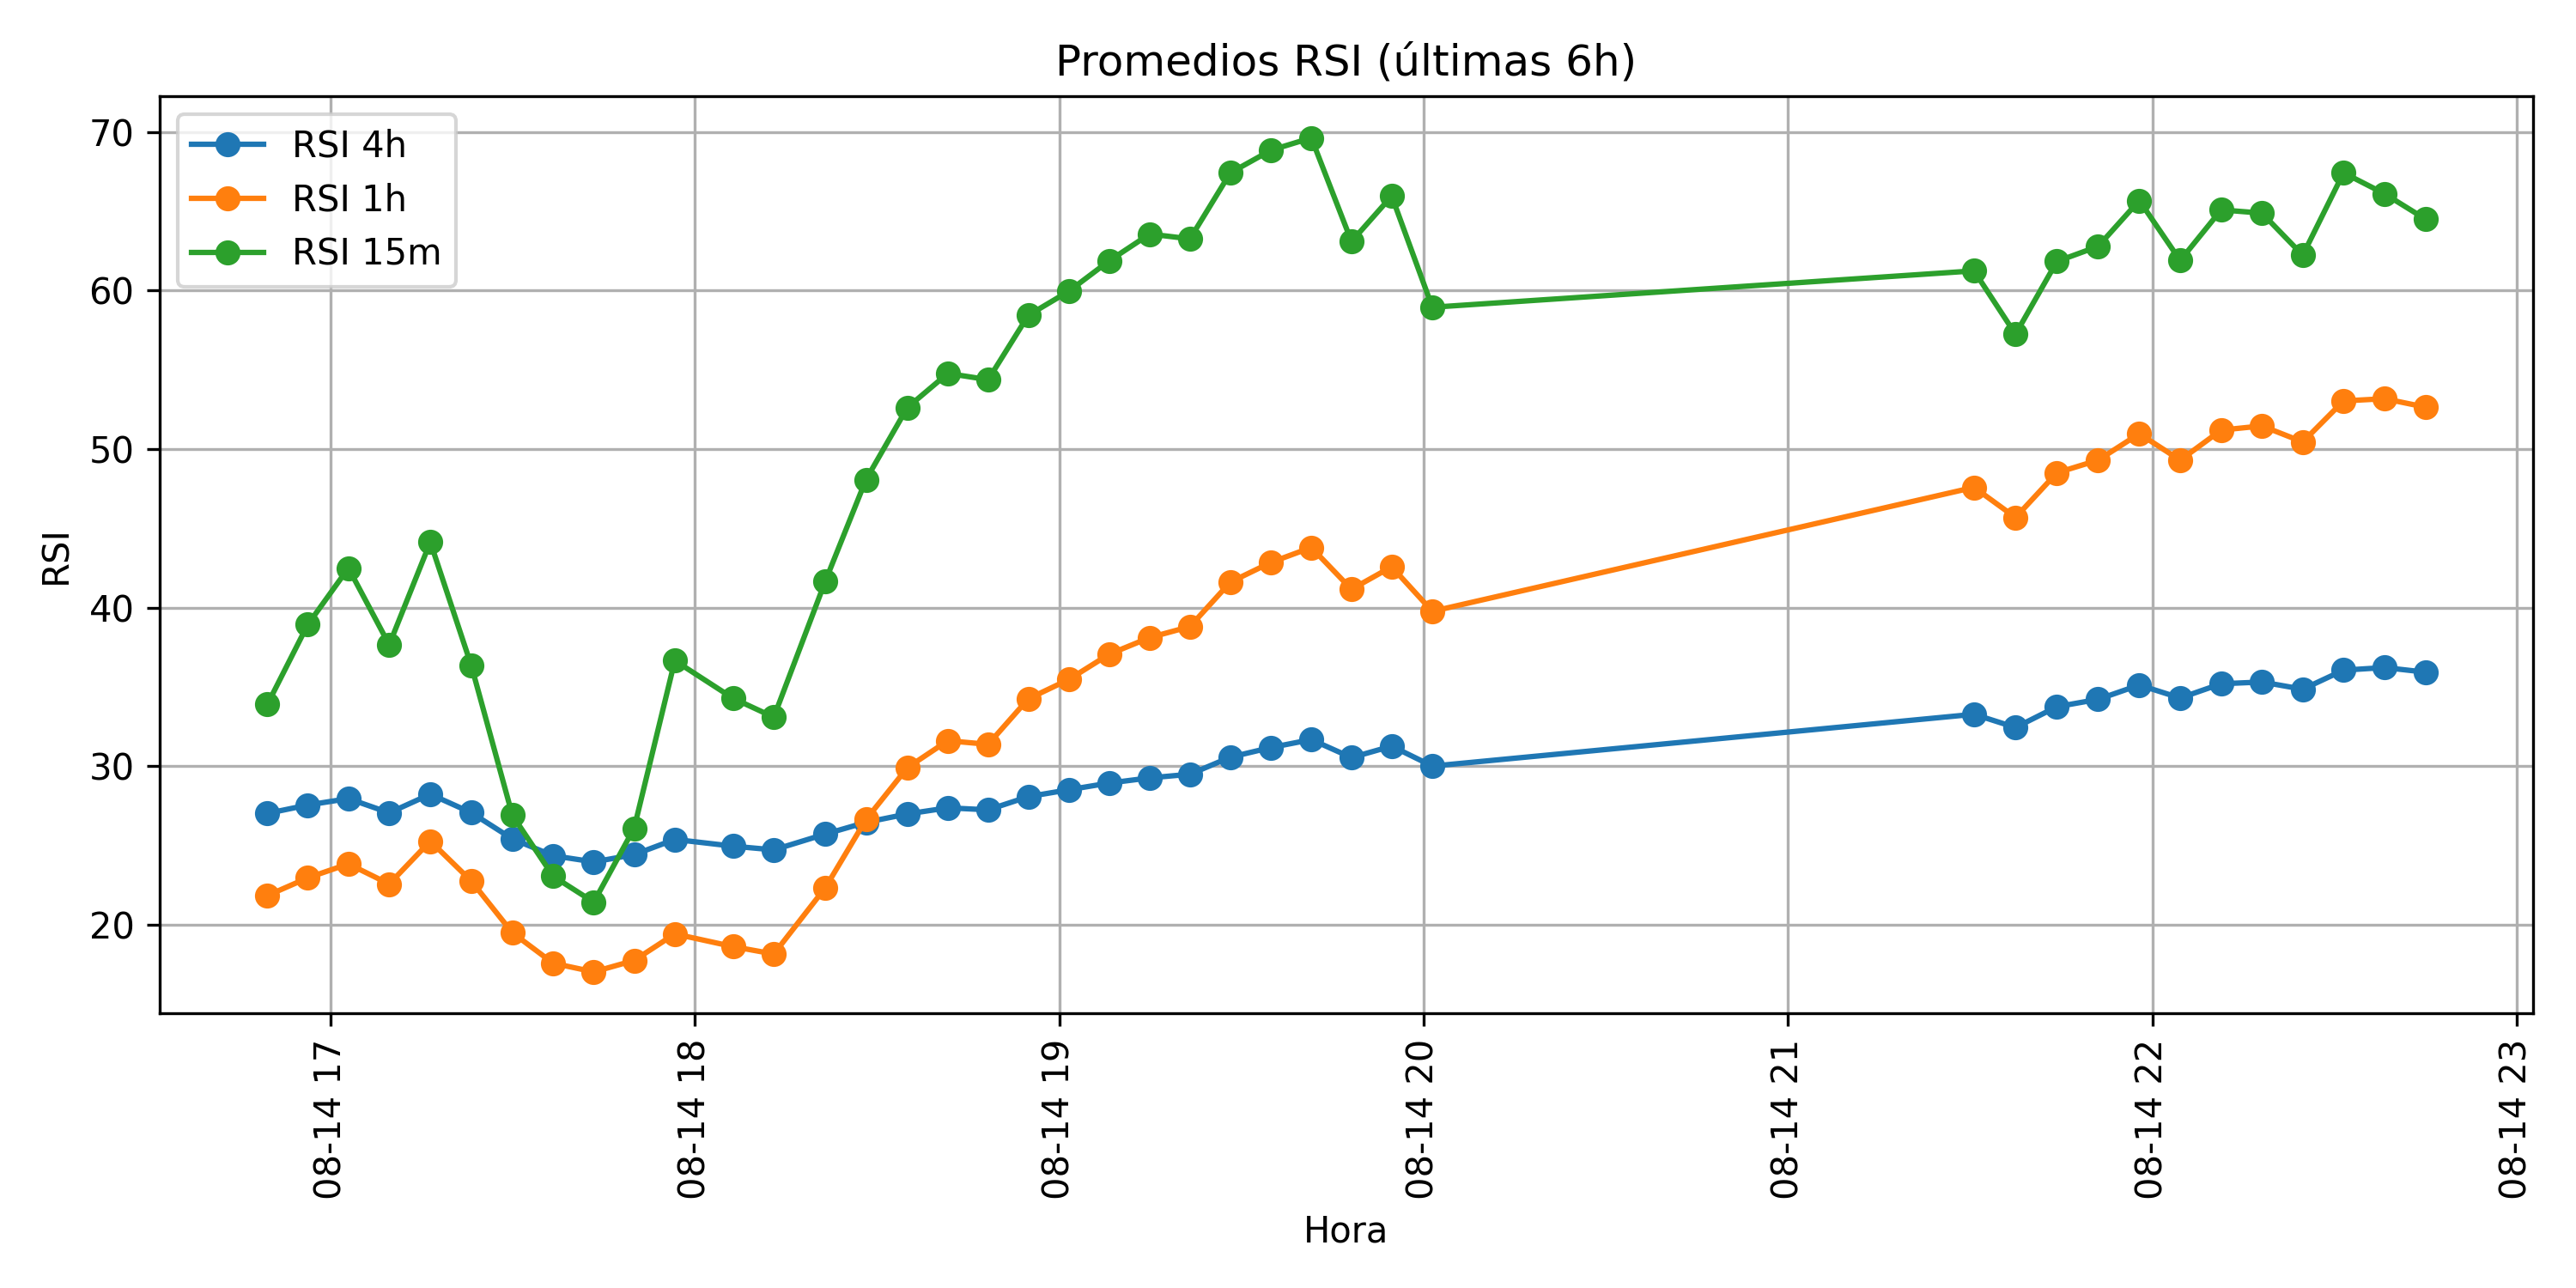 Promedios RSI (últimas 6h)
RSI 4h
RSI 1h
RSI 15m
70
60
50
40
30
20
RSI
08-14 17
08-14 18
08-14 19
08-14 20
08-14 21
08-14 22
08-14 23
Hora